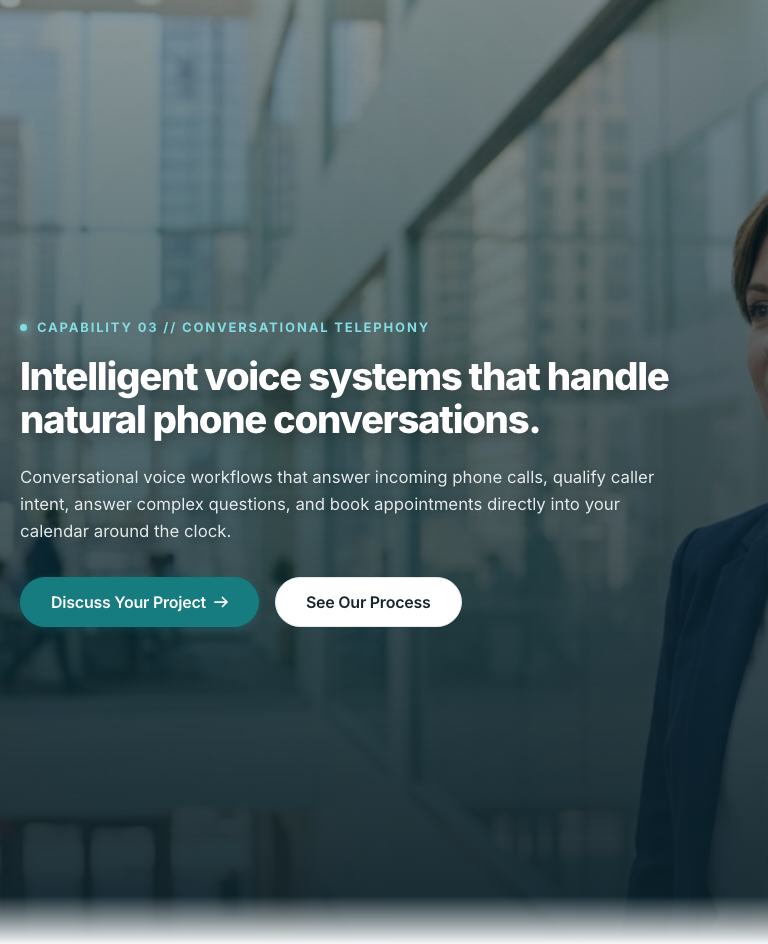 CAPABILITY 03 // CONVERSATIONAL TELEPHONY
Intelligent voice systems that handle
natural phone conversations.
Conversational voice workflows that answer incoming phone calls, qualify caller
intent, answer complex questions, and book appointments directly into your
calendar around the clock.
Discuss Your Project →
See Our Process